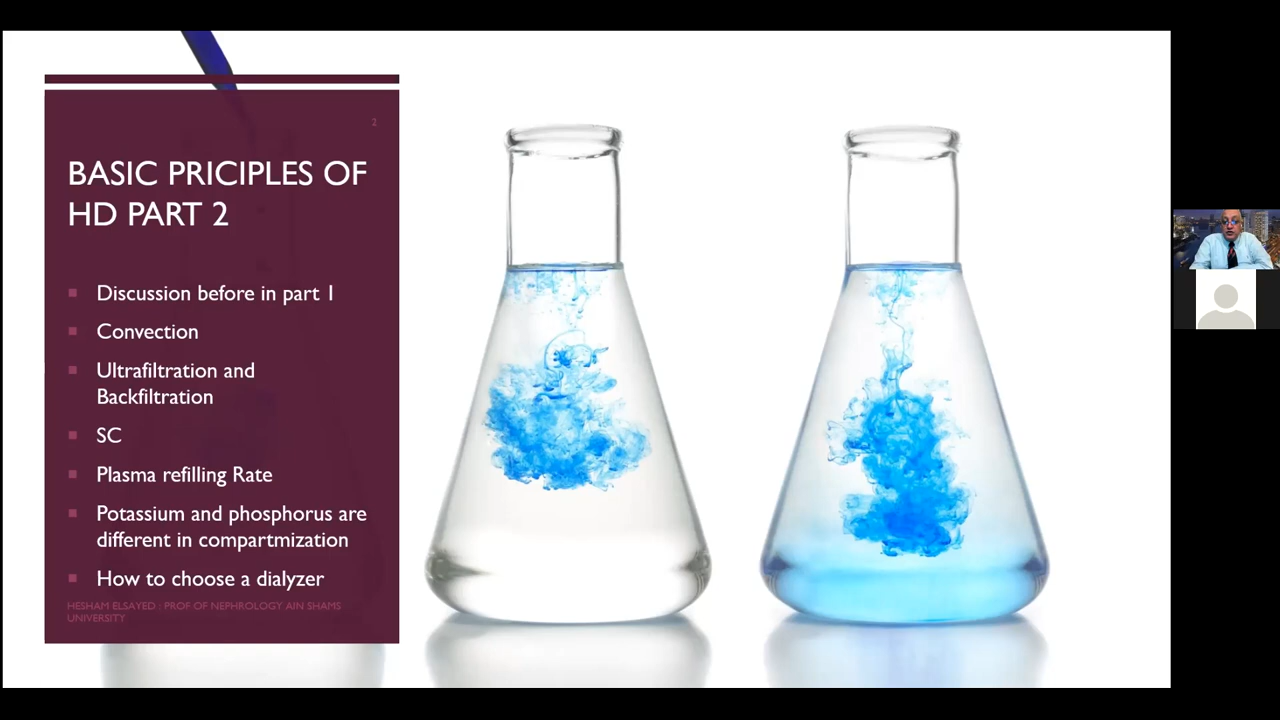 2
BASIC PRICIPLES OF
HD PART 2
Discussion before in part 1
Convection
Ultrafiltration and
Backfiltration
SC
Plasma refilling Rate
Potassium and phosphorus are
different in compartmization
How to choose a dialyzer
HESHAM ELSAYED : PROF OF NEPHROLOGY AIN SHAMS
UNIVERSITY